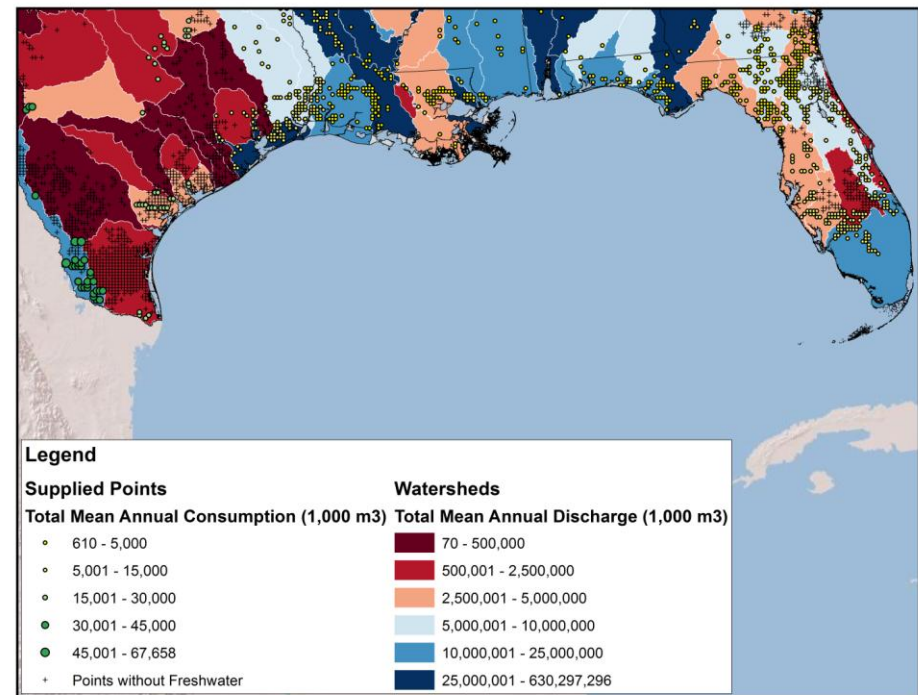 Legend
Supplied Points
Total Mean Annual Consumption (1,000 m3)
610 - 5,000
5,001 - 15,000
15,001 - 30,000
30,001 - 45,000
45,001 - 67,658
Points without Freshwater
Watersheds
Total Mean Annual Discharge (1,000 m3)
70 - 500,000
500,001 - 2,500,000
2,500,001 - 5,000,000
5,000,001 - 10,000,000
10,000,001 - 25,000,000
25,000,001 - 630,297,296